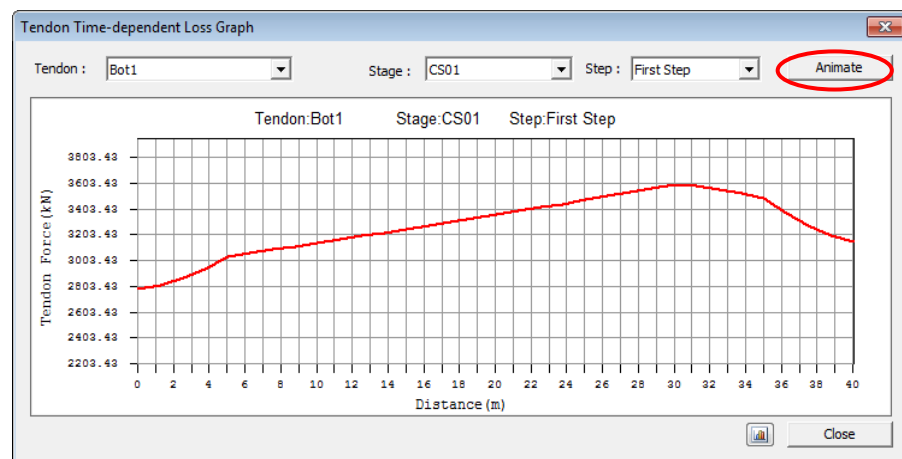 Tendon Time-dependent Loss Graph
Tendon : Bot1 Stage : CS01 Step : First Step Animate
Tendon:Bot1 Stage:CS01 Step:First Step
Tendon Force(kN)
3803.43
3603.43
3403.43
3203.43
3003.43
2803.43
2603.43
2403.43
2203.43
0 2 4 6 8 10 12 14 16 18 20 22 24 26 28 30 32 34 36 38 40
Distance(m)
Close